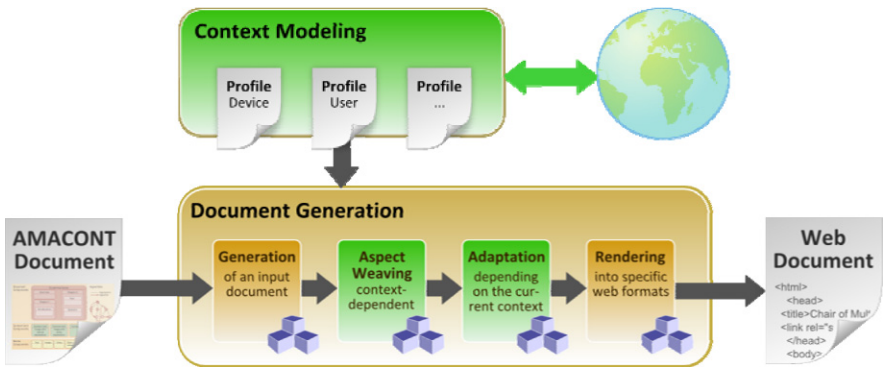 Context Modeling
Profile
Device
Profile
User
Profile
...
Document Generation
AMACONT
Document
Generation
of an input
document
Aspect
Weaving
context-
dependent
Adaptation
depending
on the cur-
rent context
Rendering
into specific
web formats
Web
Document
<html>
<head>
<title>Chair of Mul
<link rel="s
</head>
<body>